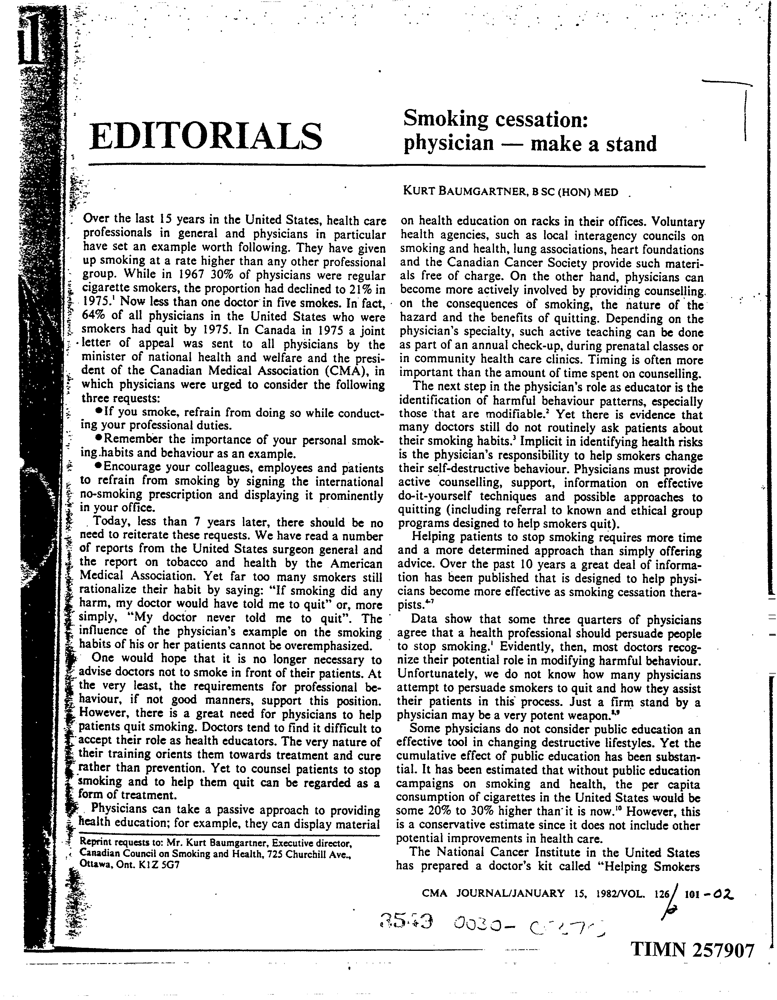 EDITORIALS
Smoking cessation:
physician — make a stand
KURT BAUMGARTNER, B SC (HON) MED
Over the last 15 years in the United States, health care
professionals in general and physicians in particular
have set an example worth following. They have given
up smoking at a rate higher than any other professional
group. While in 1967 30% of physicians were regular
cigarette smokers, the proportion had declined to 21% in
1975.¹ Now less than one doctor in five smokes. In fact,
64% of all physicians in the United States who were
smokers had quit by 1975. In Canada in 1975 a joint
letter of appeal was sent to all physicians by the
minister of national health and welfare and the presi-
dent of the Canadian Medical Association (CMA), in
which physicians were urged to consider the following
three requests:
●If you smoke, refrain from doing so while conduct-
ing your professional duties.
●Remember the importance of your personal smok-
ing habits and behaviour as an example.
●Encourage your colleagues, employees and patients
to refrain from smoking by signing the international
no-smoking prescription and displaying it prominently
in your office.
Today, less than 7 years later, there should be no
need to reiterate these requests. We have read a number
of reports from the United States surgeon general and
the report on tobacco and health by the American
Medical Association. Yet far too many smokers still
rationalize their habit by saying: "If smoking did any
harm, my doctor would have told me to quit" or, more
simply, "My doctor never told me to quit". The
influence of the physician's example on the smoking
habits of his or her patients cannot be overemphasized.
One would hope that it is no longer necessary to
advise doctors not to smoke in front of their patients. At
the very least, the requirements for professional be-
haviour, if not good manners, support this position.
However, there is a great need for physicians to help
patients quit smoking. Doctors tend to find it difficult to
accept their role as health educators. The very nature of
their training orients them towards treatment and cure
rather than prevention. Yet to counsel patients to stop
smoking and to help them quit can be regarded as a
form of treatment.
Physicians can take a passive approach to providing
health education; for example, they can display material
Reprint requests to: Mr. Kurt Baumgartner, Executive director,
Canadian Council on Smoking and Health, 725 Churchill Ave.,
Ottawa, Ont. K1Z 5G7
on health education on racks in their offices. Voluntary
health agencies, such as local interagency councils on
smoking and health, lung associations, heart foundations
and the Canadian Cancer Society provide such materi-
als free of charge. On the other hand, physicians can
become more actively involved by providing counselling
on the consequences of smoking, the nature of the
hazard and the benefits of quitting. Depending on the
physician's specialty, such active teaching can be done
as part of an annual check-up, during prenatal classes or
in community health care clinics. Timing is often more
important than the amount of time spent on counselling.
The next step in the physician's role as educator is the
identification of harmful behaviour patterns, especially
those that are modifiable.² Yet there is evidence that
many doctors still do not routinely ask patients about
their smoking habits.³ Implicit in identifying health risks
is the physician's responsibility to help smokers change
their self-destructive behaviour. Physicians must provide
active counselling, support, information on effective
do-it-yourself techniques and possible approaches to
quitting (including referral to known and ethical group
programs designed to help smokers quit).
Helping patients to stop smoking requires more time
and a more determined approach than simply offering
advice. Over the past 10 years a great deal of informa-
tion has been published that is designed to help physi-
cians become more effective as smoking cessation thera-
pists.⁴⁻⁷
Data show that some three quarters of physicians
agree that a health professional should persuade people
to stop smoking.¹ Evidently, then, most doctors recog-
nize their potential role in modifying harmful behaviour.
Unfortunately, we do not know how many physicians
attempt to persuade smokers to quit and how they assist
their patients in this process. Just a firm stand by a
physician may be a very potent weapon.⁸,⁹
Some physicians do not consider public education an
effective tool in changing destructive lifestyles. Yet the
cumulative effect of public education has been substan-
tial. It has been estimated that without public education
campaigns on smoking and health, the per capita
consumption of cigarettes in the United States would be
some 20% to 30% higher than it is now.¹⁰ However, this
is a conservative estimate since it does not include other
potential improvements in health care.
The National Cancer Institute in the United States
has prepared a doctor's kit called "Helping Smokers
CMA JOURNAL/JANUARY 15, 1982/VOL. 126/ 101-02
0030-
TIMN 257907